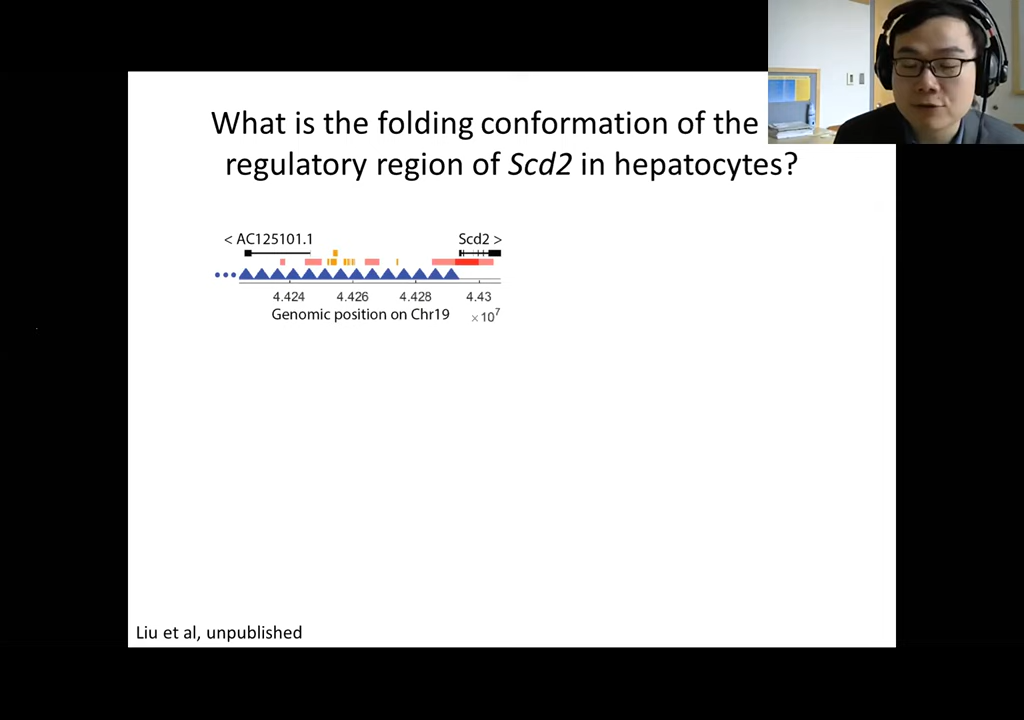 What is the folding conformation of the
regulatory region of Scd2 in hepatocytes?
< AC125101.1
Scd2 >
4.424 4.426 4.428 4.43
Genomic position on Chr19 ×10⁷
Liu et al, unpublished